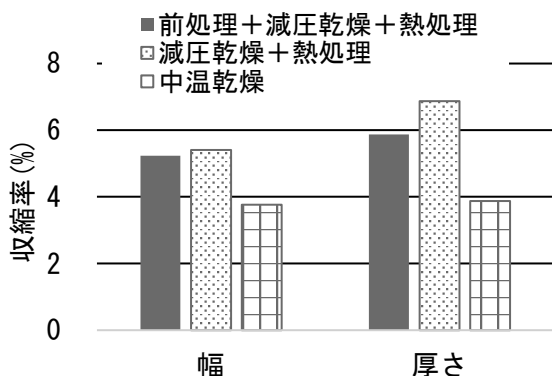 ■前処理＋減圧乾燥＋熱処理
減圧乾燥＋熱処理
中温乾燥
収縮率(%)
8
6
4
2
0
幅 厚さ